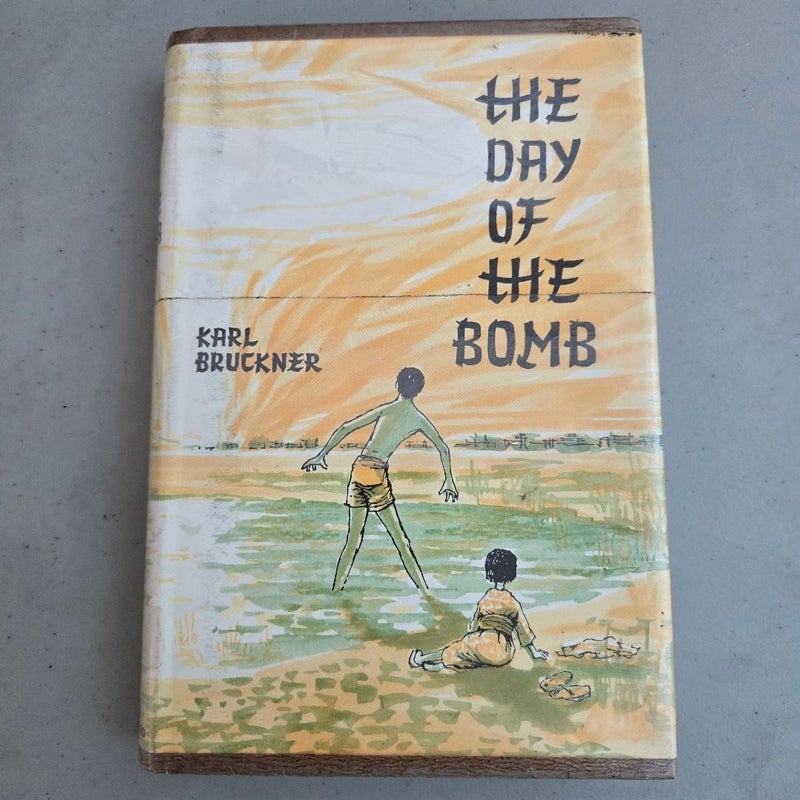 THE
DAY
OF
THE
BOMB
KARL
BRUCKNER